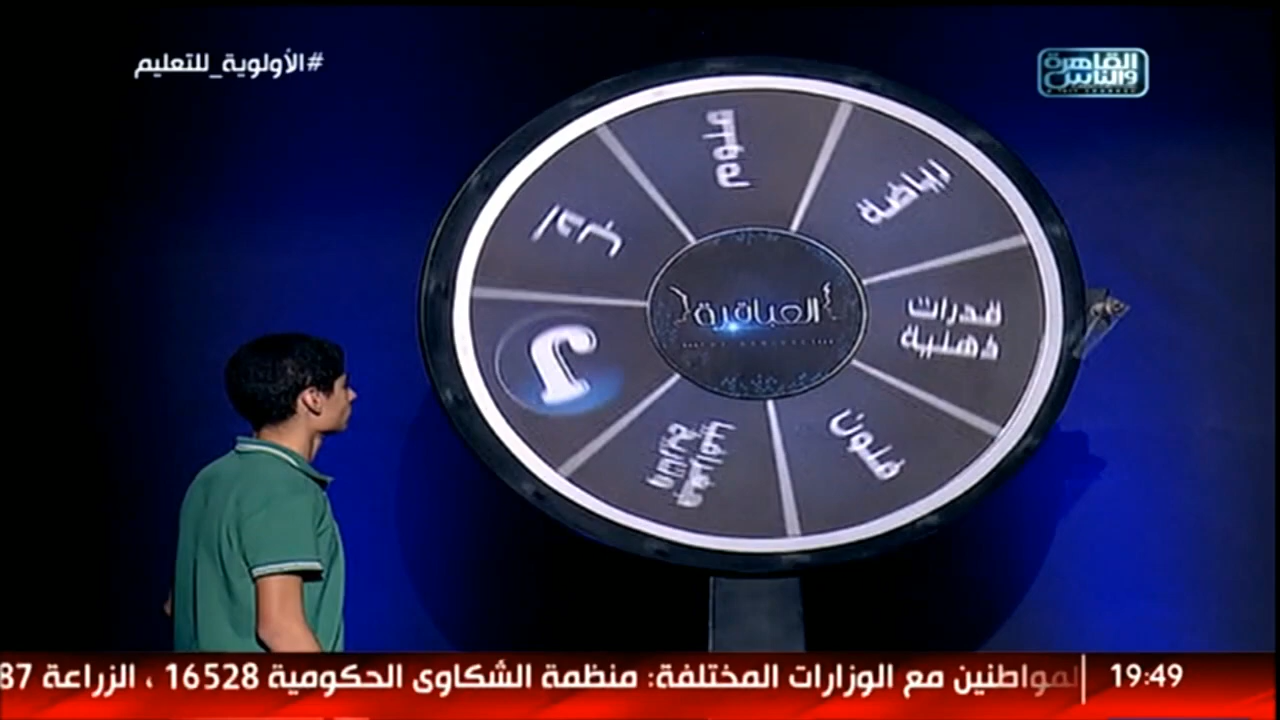 #الأولوية_للتعليم
القاهرة
والناس
علوم
رياضة
قدرات
ذهنية
فنون
العباقرة
19:49
لمواطنين مع الوزارات المختلفة: منظمة الشكاوى الحكومية 16528 ، الزراعة 87